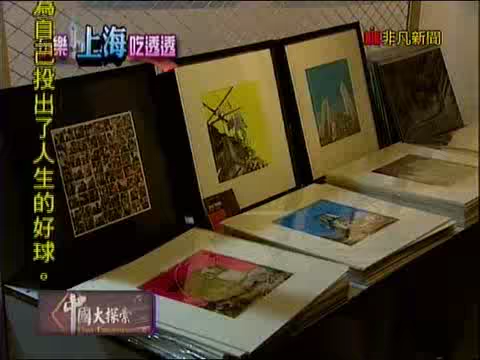 為自己投出了人生的好球。
樂 上海吃透透
非凡新聞
中國大探索